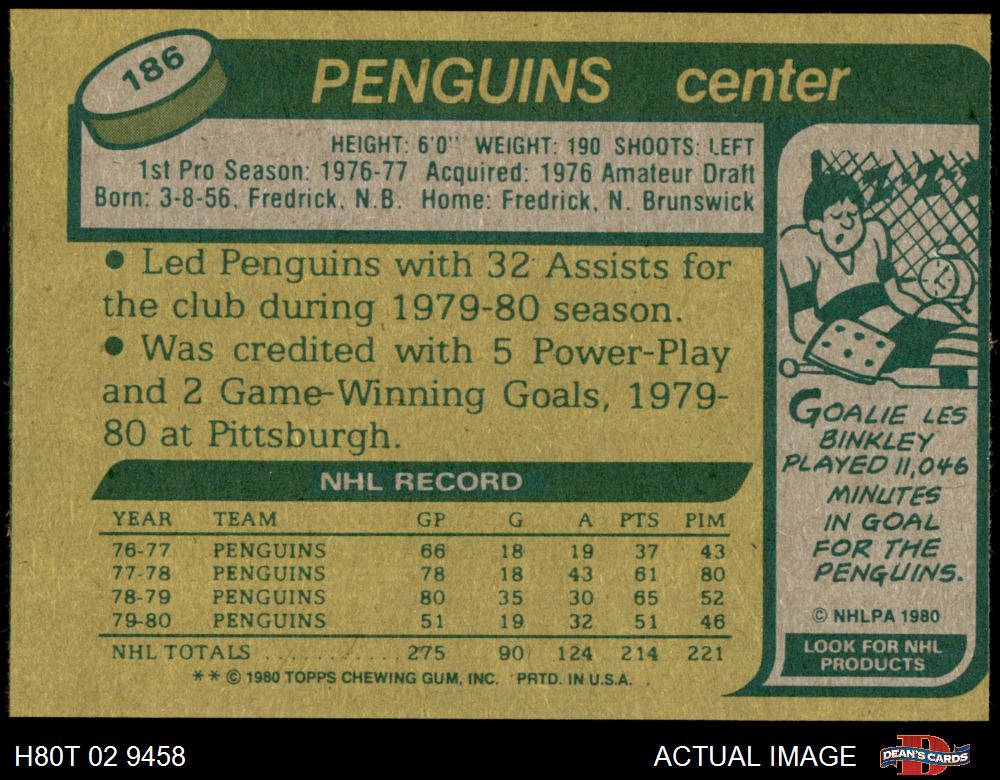 186
PENGUINS center
HEIGHT: 6'0" WEIGHT: 190 SHOOTS: LEFT
1st Pro Season: 1976-77 Acquired: 1976 Amateur Draft
Born: 3-8-56, Fredrick, N.B. Home: Fredrick, N. Brunswick
• Led Penguins with 32 Assists for
the club during 1979-80 season.
• Was credited with 5 Power-Play
and 2 Game-Winning Goals, 1979-
80 at Pittsburgh.
NHL RECORD
YEAR TEAM GP G A PTS PIM
76-77 PENGUINS 66 18 19 37 43
77-78 PENGUINS 78 18 43 61 80
78-79 PENGUINS 80 35 30 65 52
79-80 PENGUINS 51 19 32 51 46
NHL TOTALS ............ 275 90 124 214 221
** © 1980 TOPPS CHEWING GUM, INC. PRTD. IN U.S.A.
GOALIE LES
BINKLEY
PLAYED 11,046
MINUTES
IN GOAL
FOR THE
PENGUINS.
© NHLPA 1980
LOOK FOR NHL
PRODUCTS
H80T 02 9458
ACTUAL IMAGE
DEAN'S CARDS